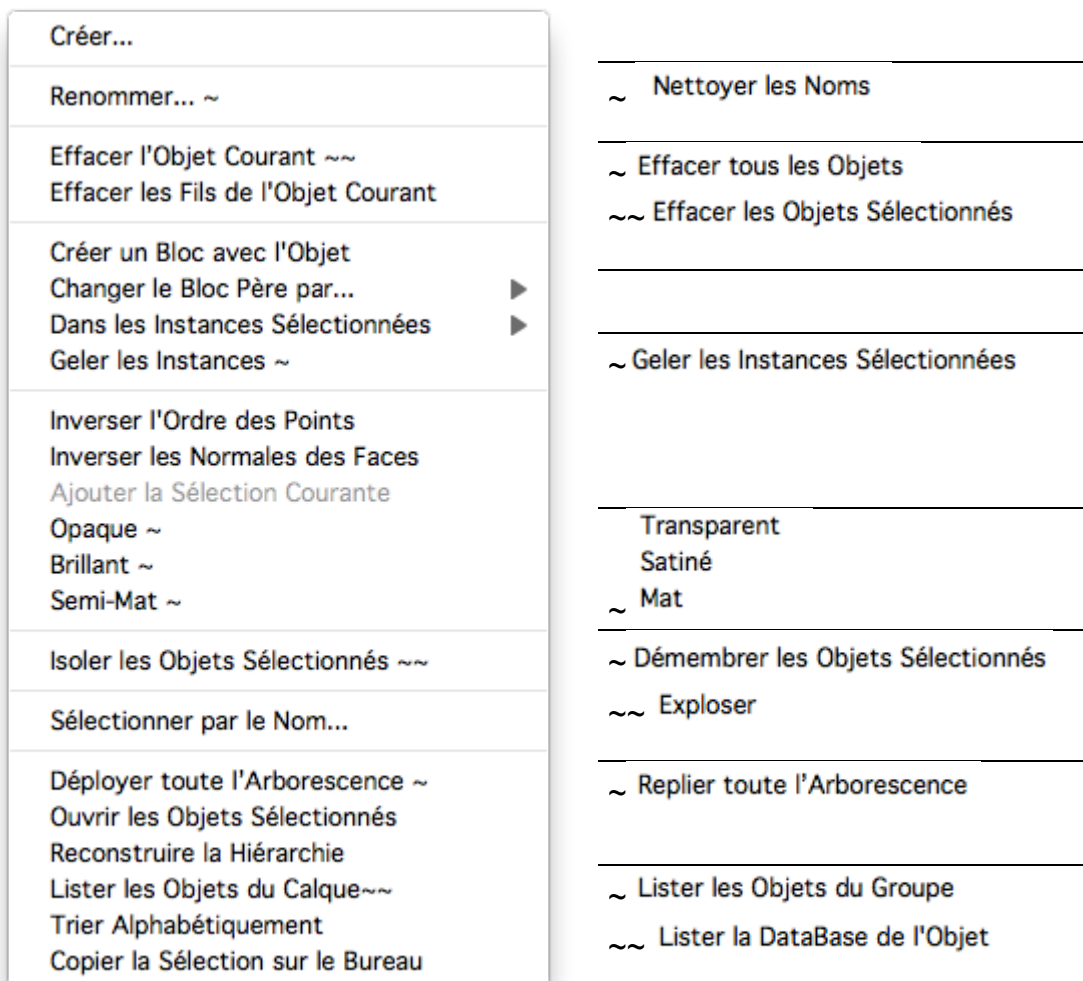 Créer...
Renommer... ~
Effacer l'Objet Courant ~~
Effacer les Fils de l'Objet Courant
Créer un Bloc avec l'Objet
Changer le Bloc Père par...
Dans les Instances Sélectionnées
Geler les Instances ~
Inverser l'Ordre des Points
Inverser les Normales des Faces
Ajouter la Sélection Courante
Opaque ~
Brillant ~
Semi-Mat ~
Isoler les Objets Sélectionnés ~~
Sélectionner par le Nom...
Déployer toute l'Arborescence ~
Ouvrir les Objets Sélectionnés
Reconstruire la Hiérarchie
Lister les Objets du Calque~~
Trier Alphabétiquement
Copier la Sélection sur le Bureau
~ Nettoyer les Noms
~ Effacer tous les Objets
~~ Effacer les Objets Sélectionnés
~ Geler les Instances Sélectionnées
Transparent
Satiné
~ Mat
~ Démembrer les Objets Sélectionnés
~~ Exploser
~ Replier toute l'Arborescence
~ Lister les Objets du Groupe
~~ Lister la DataBase de l'Objet